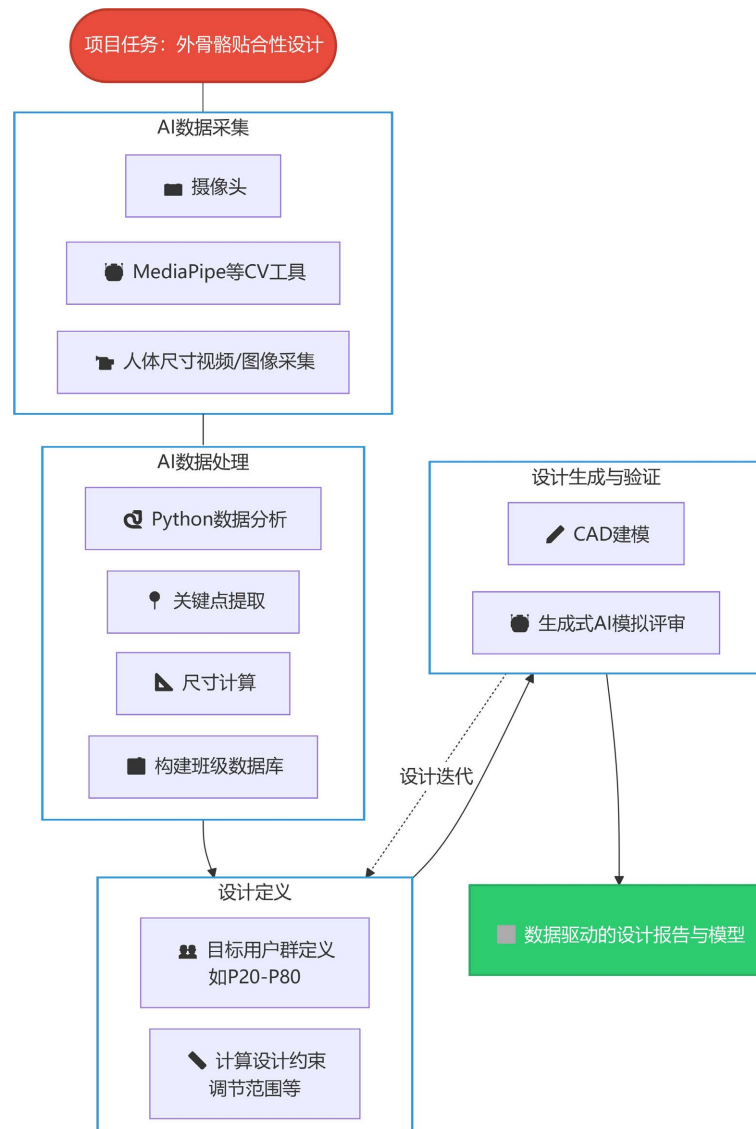 项目任务：外骨骼贴合性设计
AI数据采集
摄像头
MediaPipe等CV工具
人体尺寸视频/图像采集
AI数据处理
Python数据分析
关键点提取
尺寸计算
构建班级数据库
设计生成与验证
CAD建模
生成式AI模拟评审
设计迭代
设计定义
目标用户群定义
如P20-P80
计算设计约束
调节范围等
数据驱动的设计报告与模型